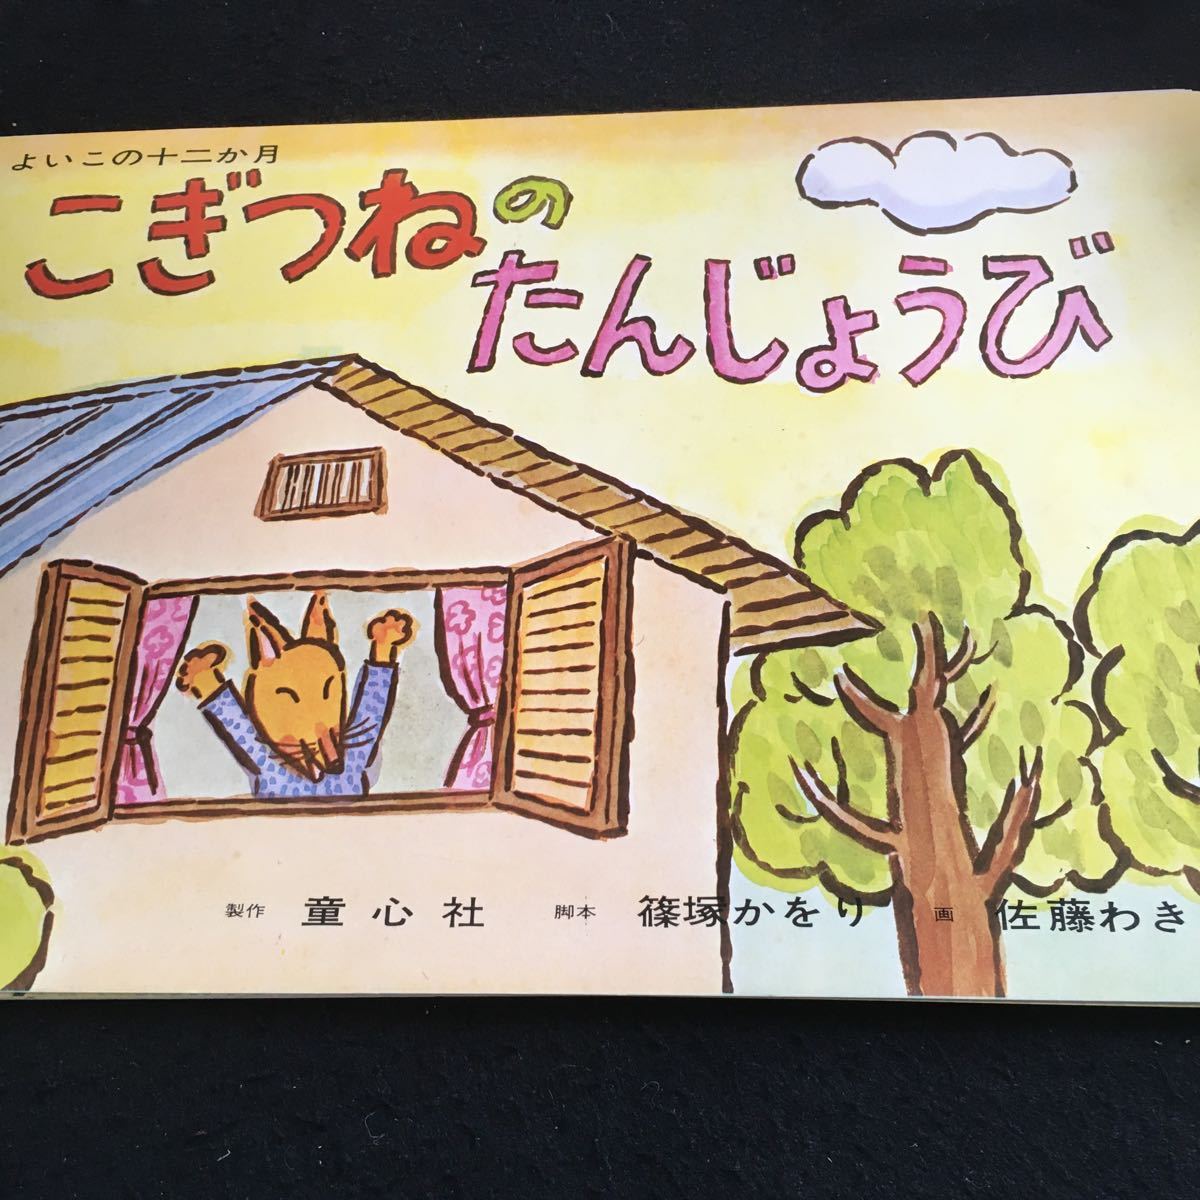 よいこの十二か月
こぎつねの
たんじょうび
製作 童心社 脚本 篠塚かをり 画 佐藤わき